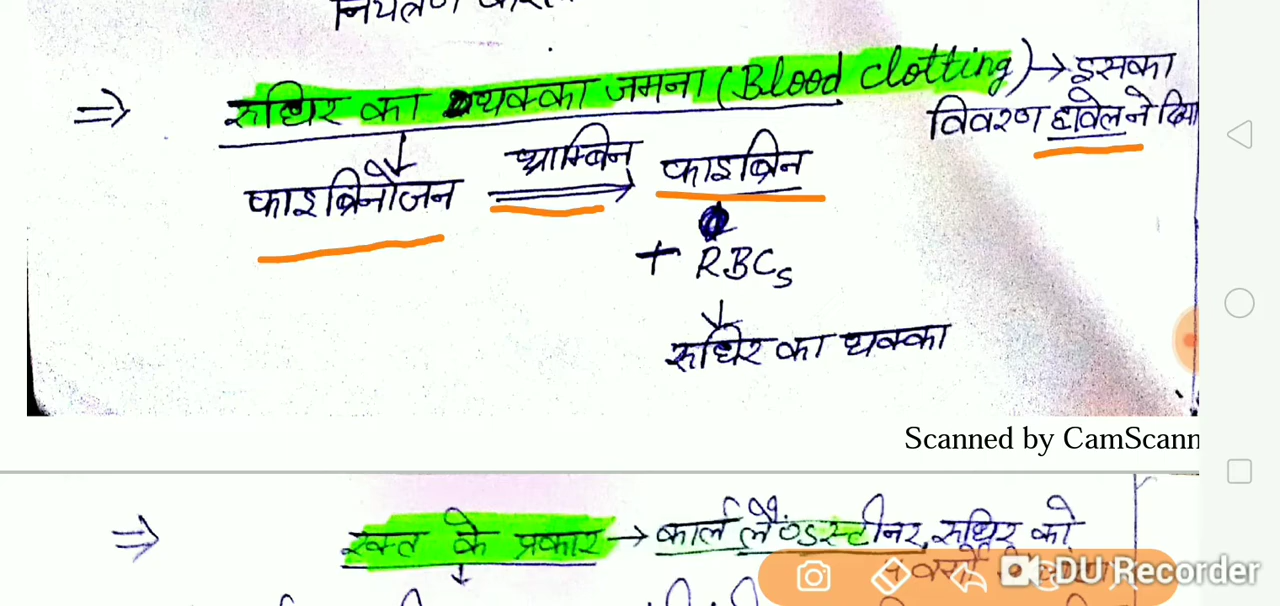 ⇒ रुधिर का थक्का जमना (Blood Clotting) → इसका
विवरण हावेल ने दिया
फाइब्रिनोजन थ्राम्बिन फाइब्रिन
+ RBCs
रुधिर का थक्का
Scanned by CamScann
⇒ रक्त के प्रकार → कार्ल लैण्डस्टीनर, रुधिर को
DU Recorder